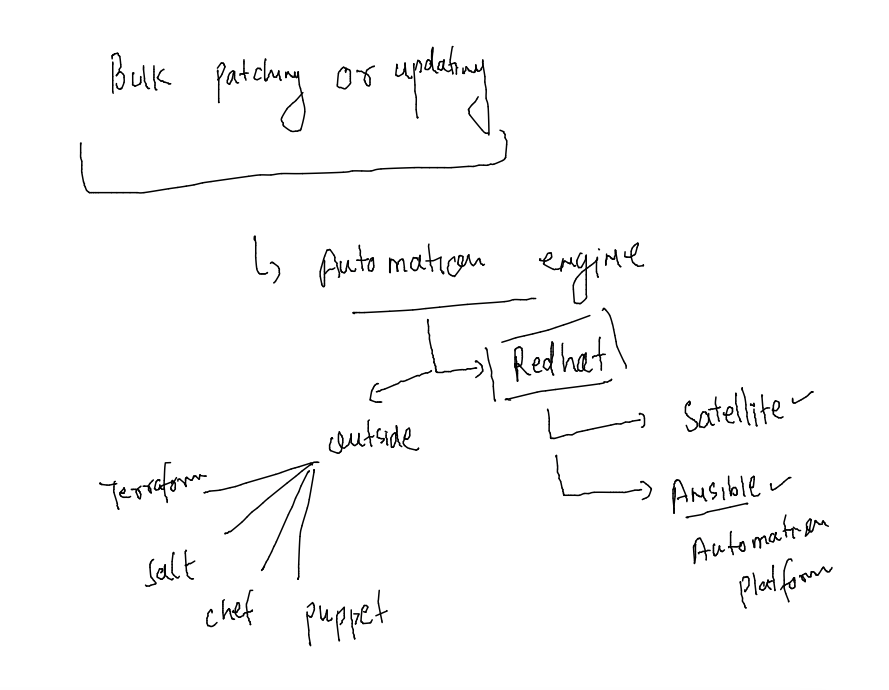 Bulk patching or updating
Automation engine
Redhat
Satellite
outside
Terraform
Ansible
Automation
platform
salt
chef
puppet